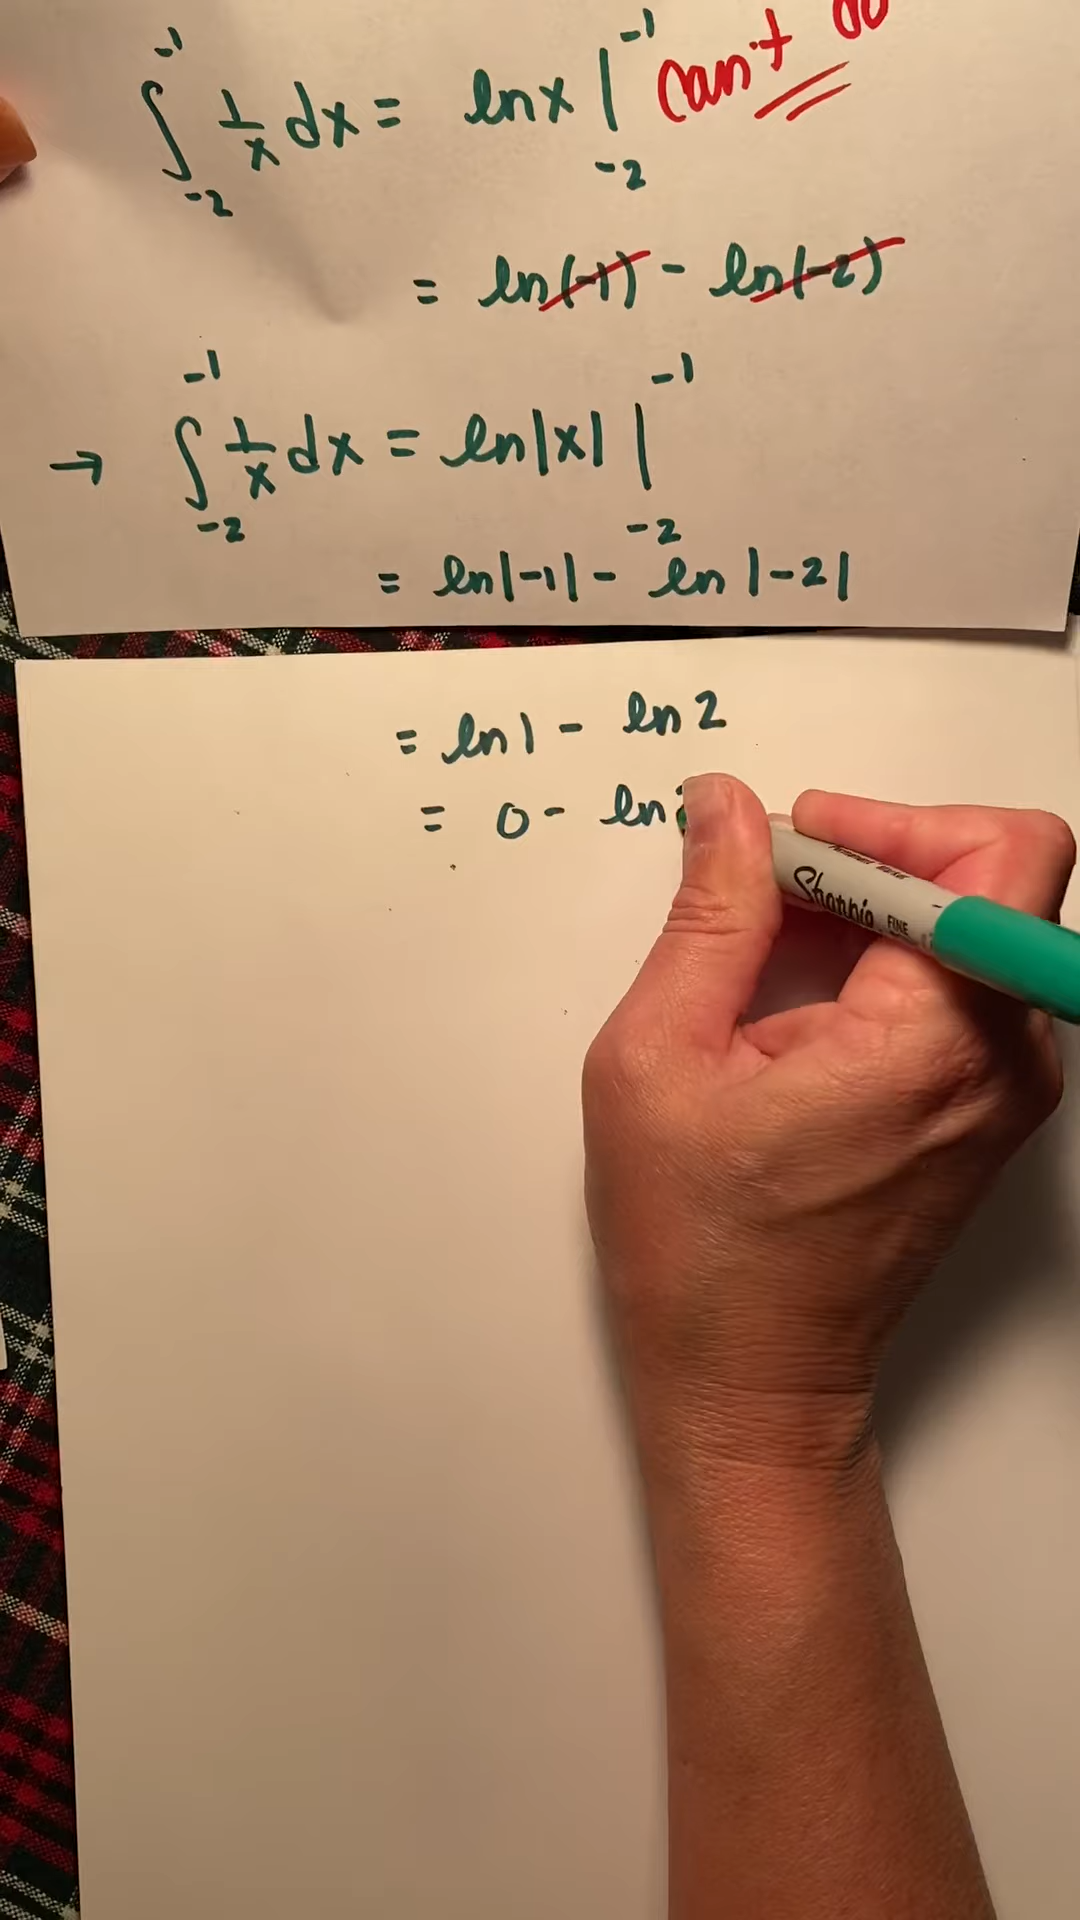 ∫_{-2}^{-1} 1/x dx = ln x |_{-2}^{-1} can't do
= ln(-1) - ln(-2)
→ ∫_{-2}^{-1} 1/x dx = ln|x| |_{-2}^{-1}
= ln|-1| - ln|-2|
= ln 1 - ln 2
= 0 - ln
Sharpie FINE